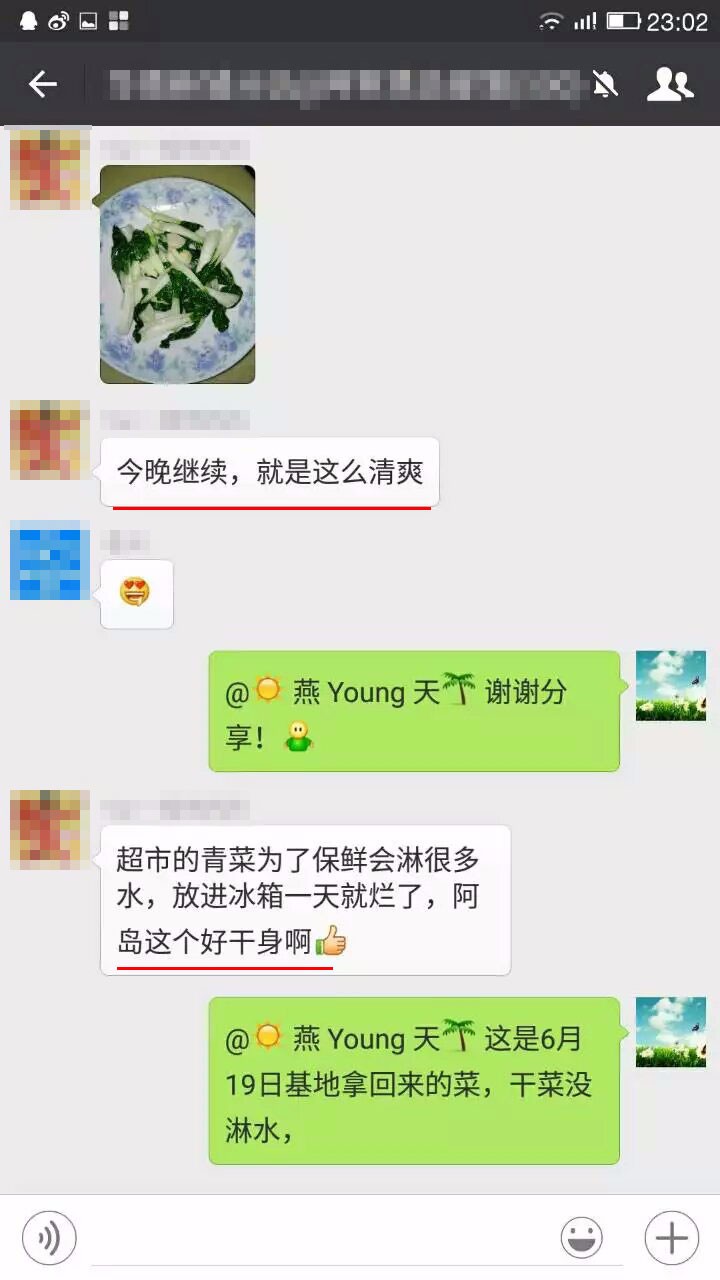 23:02
今晚继续，就是这么清爽
@ 燕 Young 天 谢谢分
享！
超市的青菜为了保鲜会淋很多
水，放进冰箱一天就烂了，阿
岛这个好干身啊
@ 燕 Young 天 这是6月
19日基地拿回来的菜，干菜没
淋水，